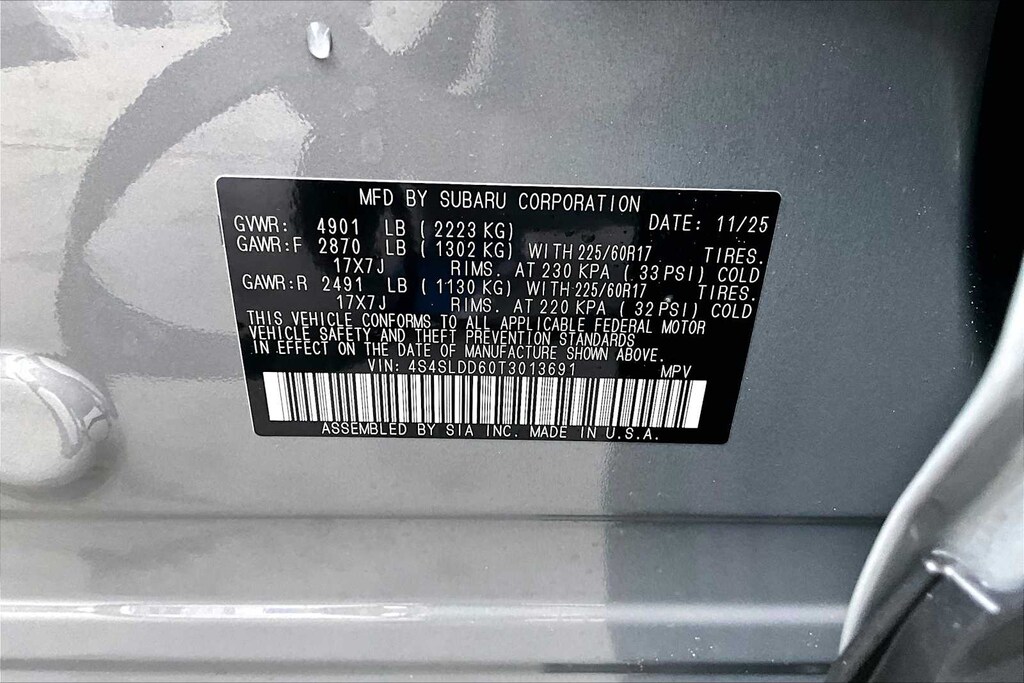 MFD BY SUBARU CORPORATION
GVWR: 4901 LB ( 2223 KG) DATE: 11/25
GAWR:F 2870 LB ( 1302 KG) WITH 225/60R17 TIRES.
17X7J RIMS. AT 230 KPA ( 33 PSI) COLD
GAWR:R 2491 LB ( 1130 KG) WITH 225/60R17 TIRES.
17X7J RIMS. AT 220 KPA ( 32 PSI) COLD
THIS VEHICLE CONFORMS TO ALL APPLICABLE FEDERAL MOTOR
VEHICLE SAFETY AND THEFT PREVENTION STANDARDS
IN EFFECT ON THE DATE OF MANUFACTURE SHOWN ABOVE.
VIN: 4S4SLDD60T3013691 MPV
ASSEMBLED BY SIA INC. MADE IN U.S.A.